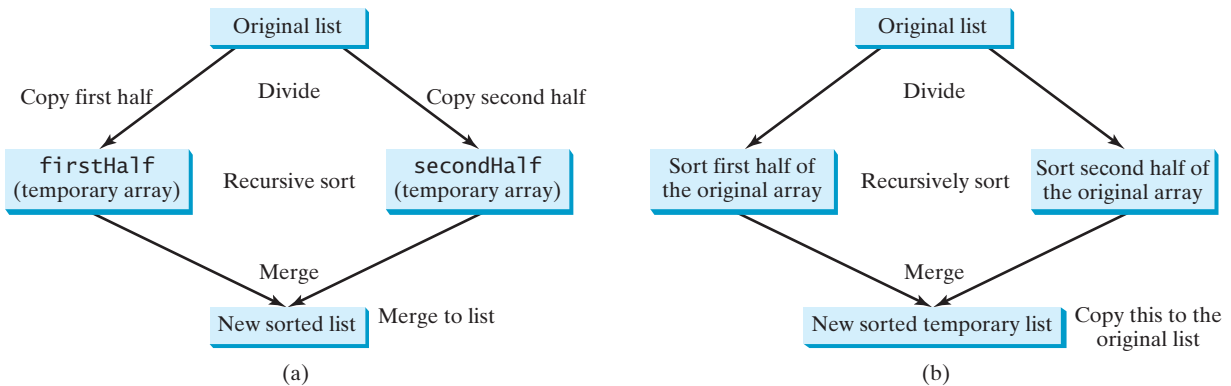 Original list
Copy first half
Divide
Copy second half
firstHalf
(temporary array)
Recursive sort
secondHalf
(temporary array)
Merge
New sorted list
Merge to list
(a)
Original list
Divide
Sort first half of
the original array
Recursively sort
Sort second half of
the original array
Merge
New sorted temporary list
Copy this to the
original list
(b)